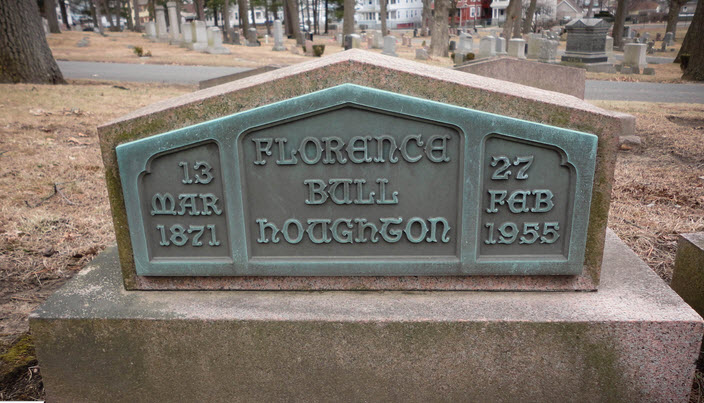 13
MAR
1871
FLORENCE
BULL
HOUGHTON
27
FEB
1955